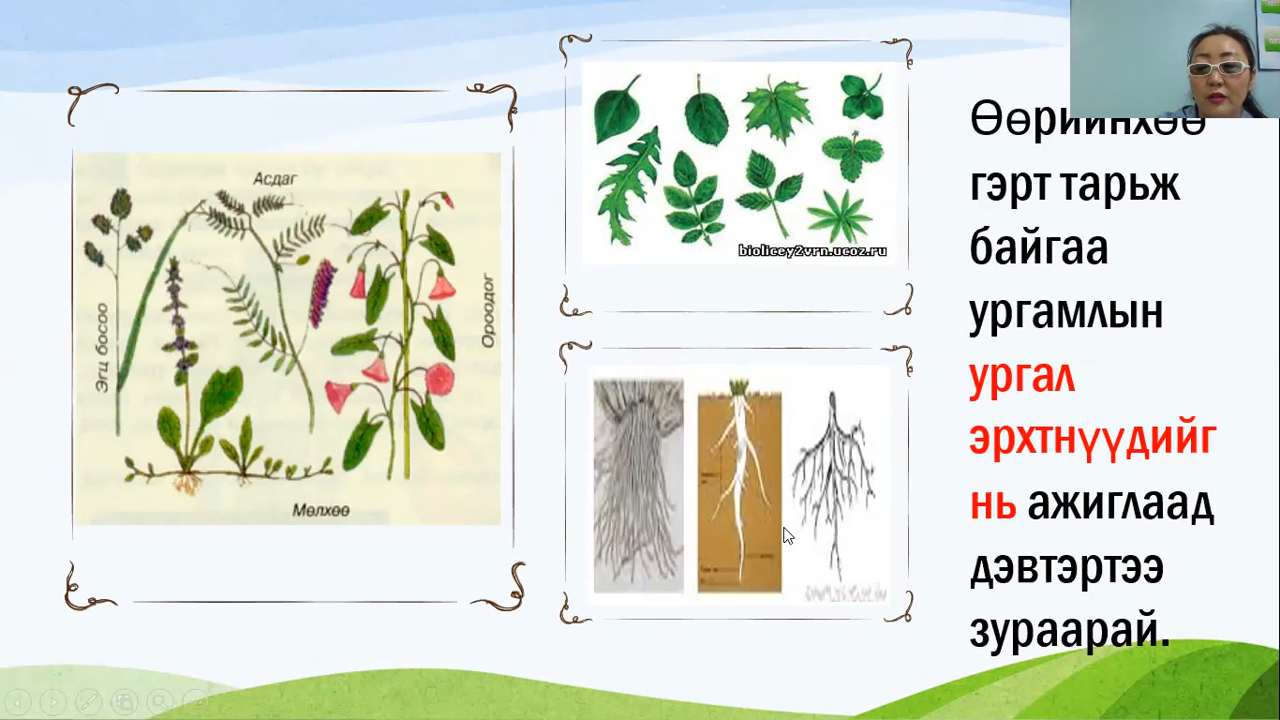 Асдаг
Эгц босоо
Ороодог
Мөлхөө
biolicey2vrn.ucoz.ru
Өөрийнхөө
гэрт тарьж
байгаа
ургамлын
ургал
эрхтнүүдийг
нь ажиглаад
дэвтэртээ
зураарай.